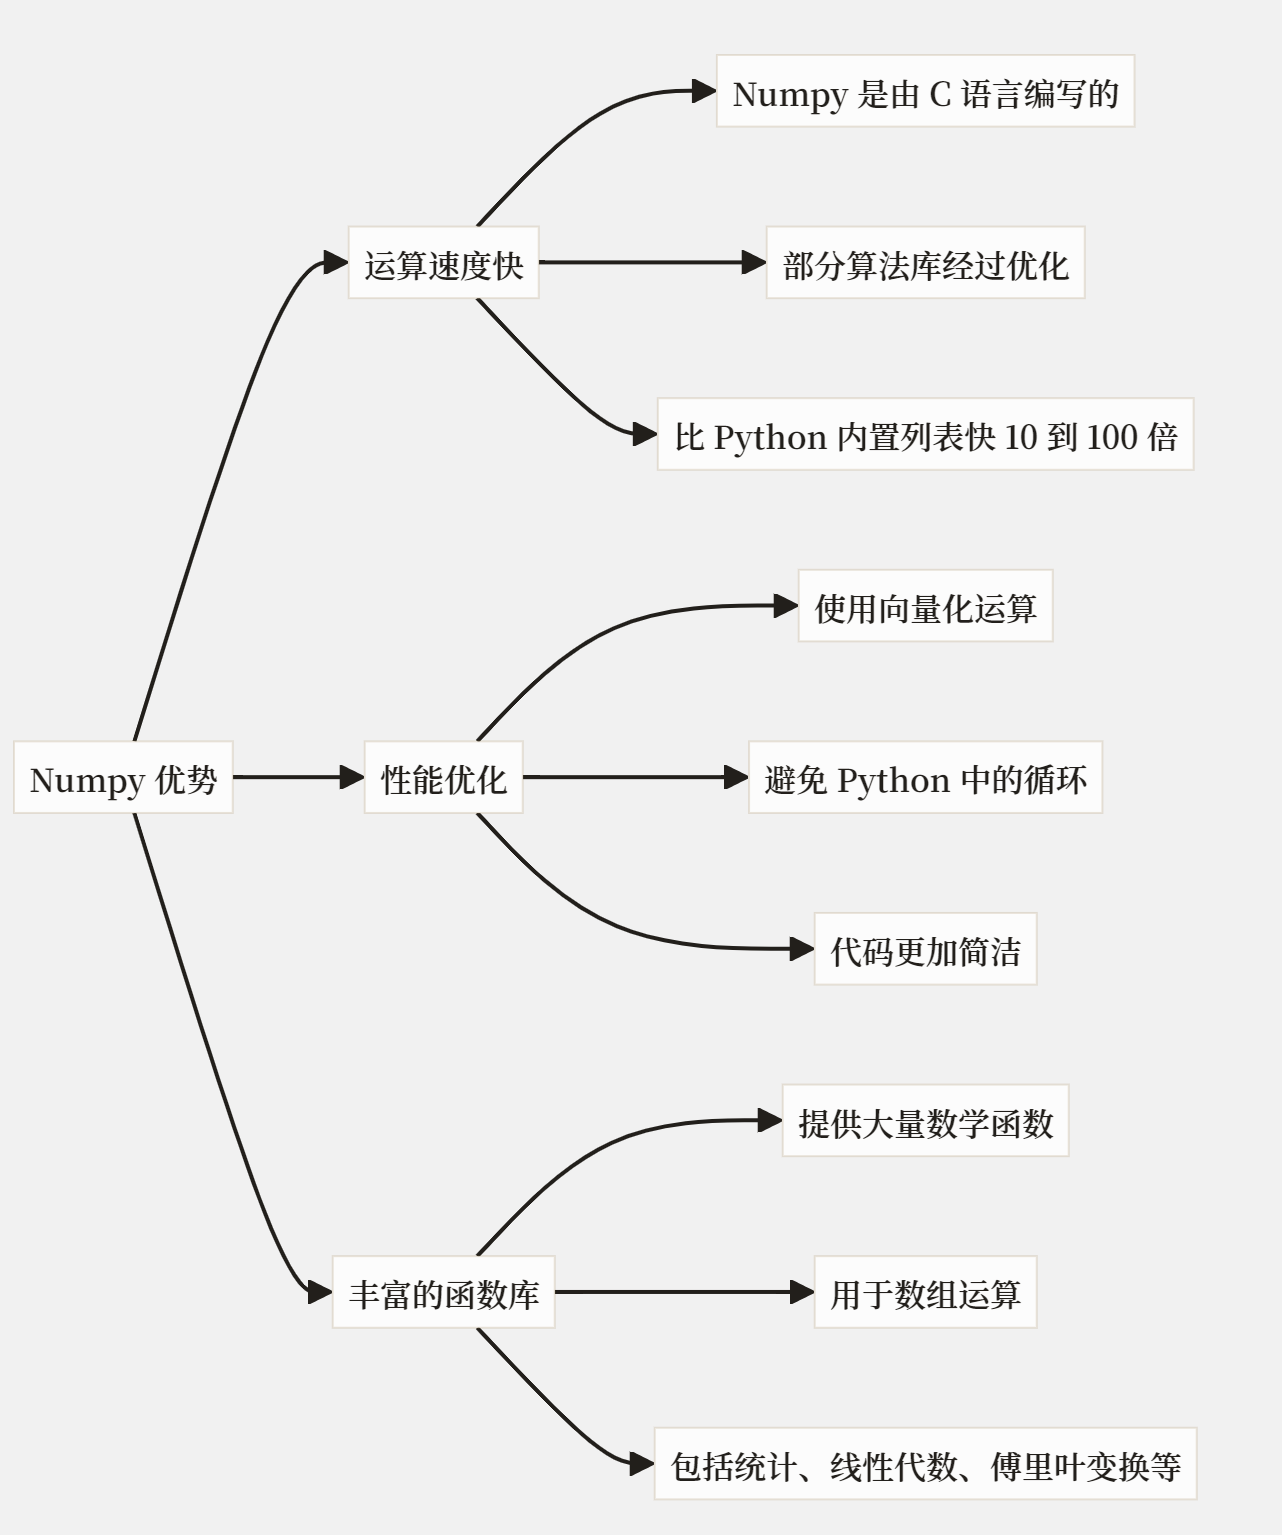 Numpy 优势
运算速度快
Numpy 是由 C 语言编写的
部分算法库经过优化
比 Python 内置列表快 10 到 100 倍
性能优化
使用向量化运算
避免 Python 中的循环
代码更加简洁
丰富的函数库
提供大量数学函数
用于数组运算
包括统计、线性代数、傅里叶变换等